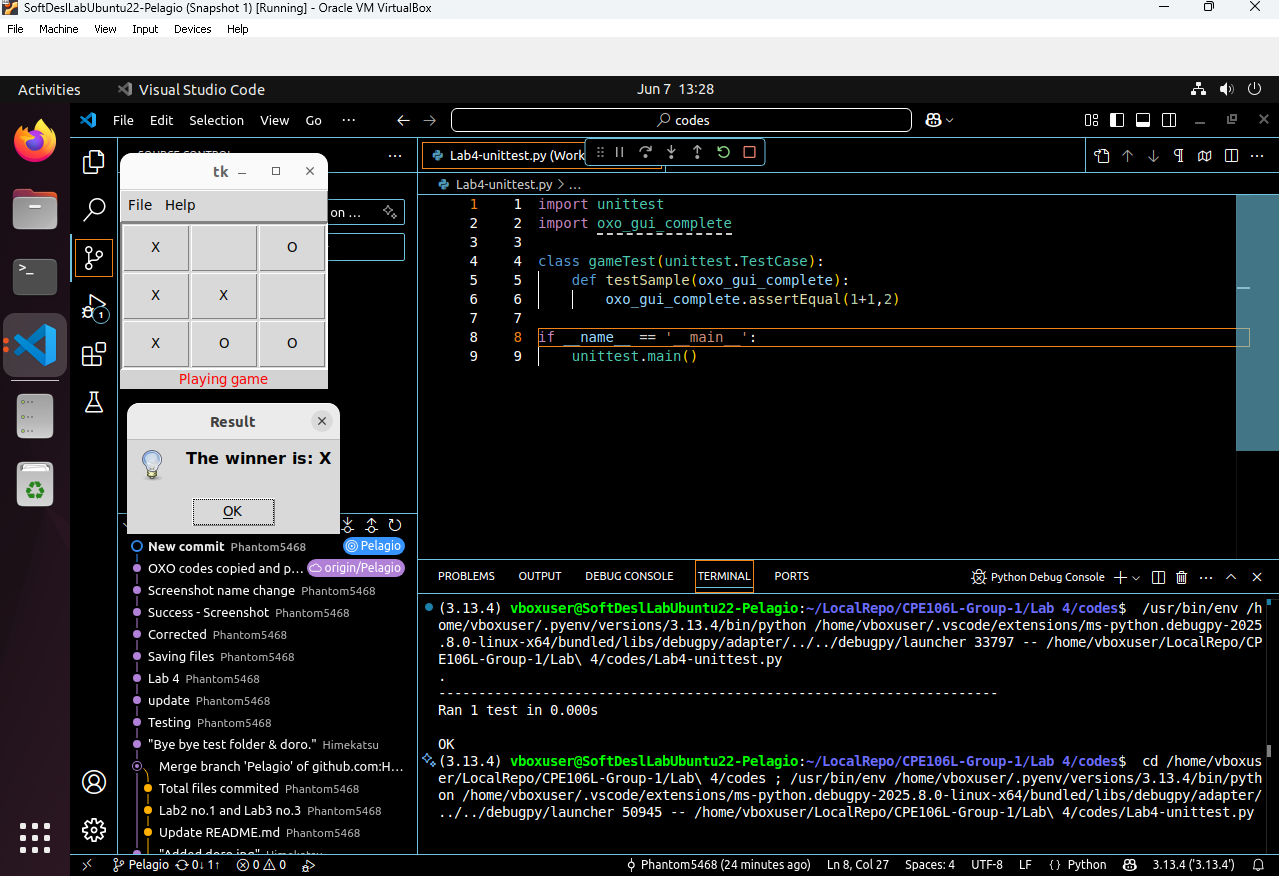 SoftDeslLabUbuntu22-Pelagio (Snapshot 1) [Running] - Oracle VM VirtualBox
File Machine View Input Devices Help
Activities Visual Studio Code Jun 7 13:28
File Edit Selection View Go ··· codes
Lab4-unittest.py (Work
Lab4-unittest.py > ...
tk
File Help
X O
X X
X O O
Playing game
on ...
Result
The winner is: X
OK
1 1 import unittest
2 2 import oxo_gui_complete
3 3
4 4 class gameTest(unittest.TestCase):
5 5 def testSample(oxo_gui_complete):
6 6 oxo_gui_complete.assertEqual(1+1,2)
7 7
8 8 if __name__ == '__main__':
9 9 unittest.main()
1
New commit Phantom5468 Pelagio
OXO codes copied and p... origin/Pelagio
Screenshot name change Phantom5468
Success - Screenshot Phantom5468
Corrected Phantom5468
Saving files Phantom5468
Lab 4 Phantom5468
update Phantom5468
Testing Phantom5468
"Bye bye test folder & doro." Himekatsu
Merge branch 'Pelagio' of github.com:H...
Total files commited Phantom5468
Lab2 no.1 and Lab3 no.3 Phantom5468
Update README.md Phantom5468
PROBLEMS OUTPUT DEBUG CONSOLE TERMINAL PORTS Python Debug Console
(3.13.4) vboxuser@SoftDeslLabUbuntu22-Pelagio:~/LocalRepo/CPE106L-Group-1/Lab 4/codes$ /usr/bin/env /h
ome/vboxuser/.pyenv/versions/3.13.4/bin/python /home/vboxuser/.vscode/extensions/ms-python.debugpy-2025
.8.0-linux-x64/bundled/libs/debugpy/adapter/../../debugpy/launcher 33797 -- /home/vboxuser/LocalRepo/CP
E106L-Group-1/Lab\ 4/codes/Lab4-unittest.py
.
----------------------------------------------------------------------
Ran 1 test in 0.000s
OK
(3.13.4) vboxuser@SoftDeslLabUbuntu22-Pelagio:~/LocalRepo/CPE106L-Group-1/Lab 4/codes$ cd /home/vboxus
er/LocalRepo/CPE106L-Group-1/Lab\ 4/codes ; /usr/bin/env /home/vboxuser/.pyenv/versions/3.13.4/bin/pyth
on /home/vboxuser/.vscode/extensions/ms-python.debugpy-2025.8.0-linux-x64/bundled/libs/debugpy/adapter/
../../debugpy/launcher 50945 -- /home/vboxuser/LocalRepo/CPE106L-Group-1/Lab\ 4/codes/Lab4-unittest.py
Pelagio 0↓ 1↑ 0 0 Phantom5468 (24 minutes ago) Ln 8, Col 27 Spaces: 4 UTF-8 LF Python 3.13.4 ('3.13.4')